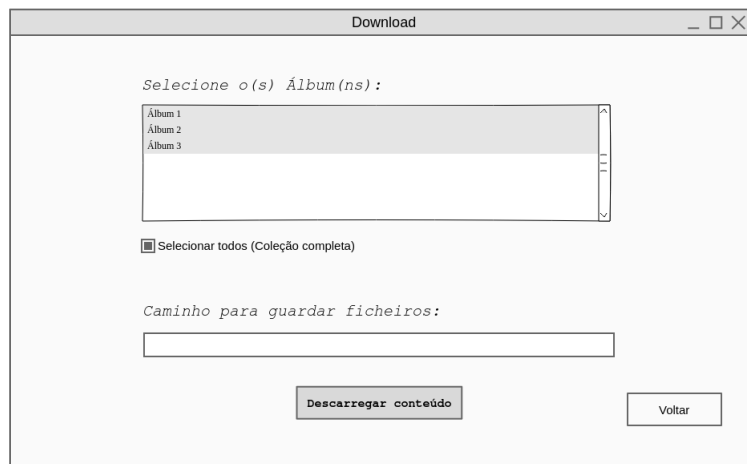 Download
Selecione o(s) Álbum(ns):
Álbum 1
Álbum 2
Álbum 3
Selecionar todos (Coleção completa)
Caminho para guardar ficheiros:
Descarregar conteúdo
Voltar